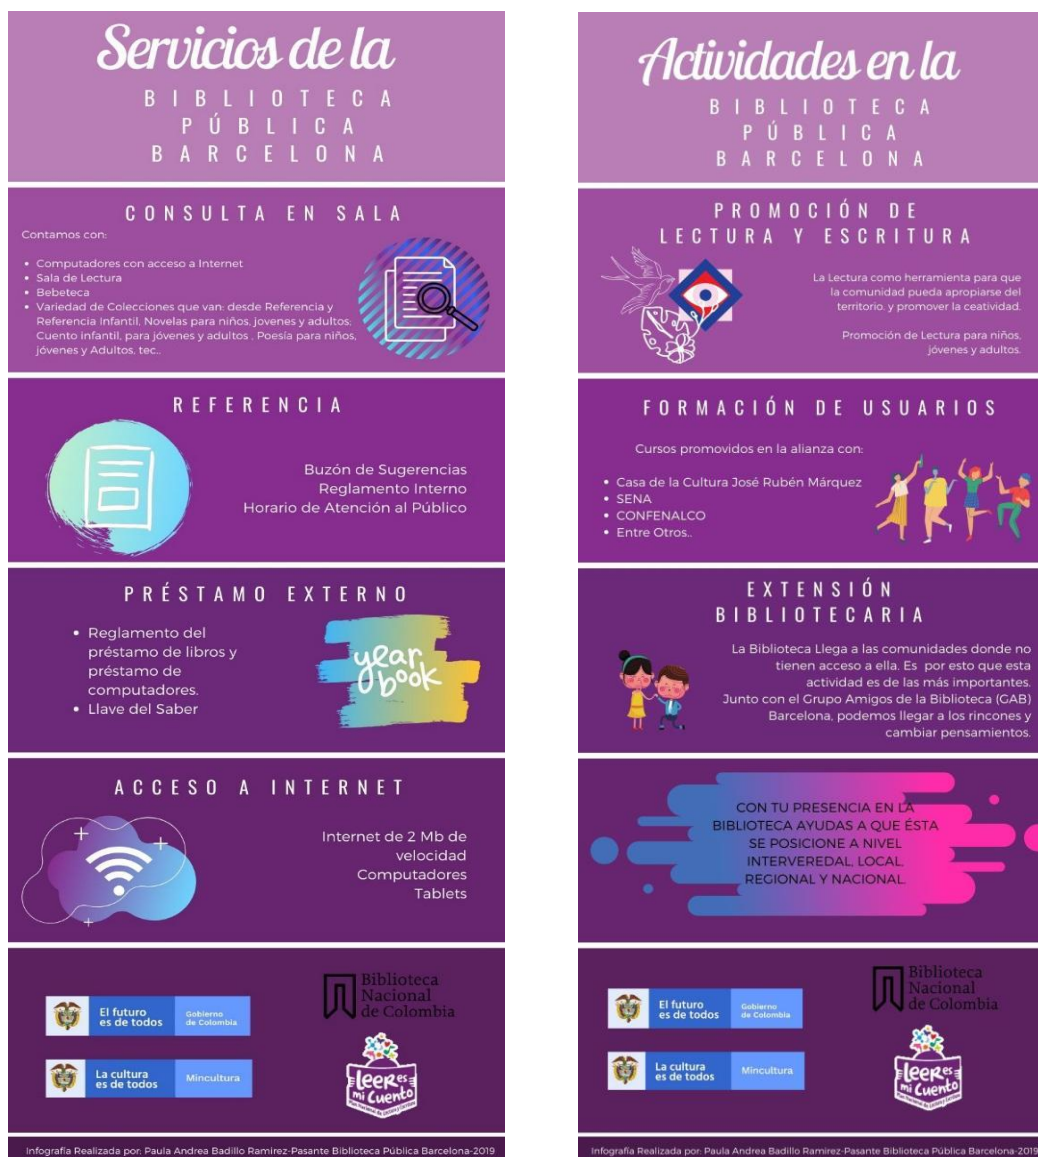 Servicios de la
BIBLIOTECA
PÚBLICA
BARCELONA
CONSULTA EN SALA
Contamos con:
• Computadores con acceso a Internet
• Sala de Lectura
• Bebeteca
• Variedad de Colecciones que van: desde Referencia y
Referencia Infantil, Novelas para niños, jovenes y adultos.
Cuento infantil, para jóvenes y adultos , Poesía para niños,
jóvenes y Adultos, tec..
REFERENCIA
Buzón de Sugerencias
Reglamento Interno
Horario de Atención al Público
PRÉSTAMO EXTERNO
• Reglamento del
préstamo de libros y
préstamo de
computadores.
• Llave del Saber
year
book
ACCESO A INTERNET
Internet de 2 Mb de
velocidad
Computadores
Tablets
El futuro
es de todos
Gobierno
de Colombia
La cultura
es de todos
Mincultura
Biblioteca
Nacional
de Colombia
leer es
mi cuento
Plan Nacional de Lectura y Escritura
Infografía Realizada por: Paula Andrea Badillo Ramirez-Pasante Biblioteca Pública Barcelona-2019
Actividades en la
BIBLIOTECA
PÚBLICA
BARCELONA
PROMOCIÓN DE
LECTURA Y ESCRITURA
La Lectura como herramienta para que
la comunidad pueda apropiarse del
territorio, y promover la ceatividad.
Promoción de Lectura para niños,
jóvenes y adultos.
FORMACIÓN DE USUARIOS
Cursos promovidos en la alianza con:
• Casa de la Cultura José Rubén Márquez
• SENA
• CONFENALCO
• Entre Otros..
EXTENSIÓN
BIBLIOTECARIA
La Biblioteca Llega a las comunidades donde no
tienen acceso a ella. Es por esto que esta
actividad es de las más importantes.
Junto con el Grupo Amigos de la Biblioteca (GAB)
Barcelona, podemos llegar a los rincones y
cambiar pensamientos.
CON TU PRESENCIA EN LA
BIBLIOTECA AYUDAS A QUE ÉSTA
SE POSICIONE A NIVEL
INTERVEREDAL, LOCAL,
REGIONAL Y NACIONAL.
El futuro
es de todos
Gobierno
de Colombia
La cultura
es de todos
Mincultura
Biblioteca
Nacional
de Colombia
leer es
mi cuento
Plan Nacional de Lectura y Escritura
Infografía Realizada por: Paula Andrea Badillo Ramirez-Pasante Biblioteca Pública Barcelona-2019